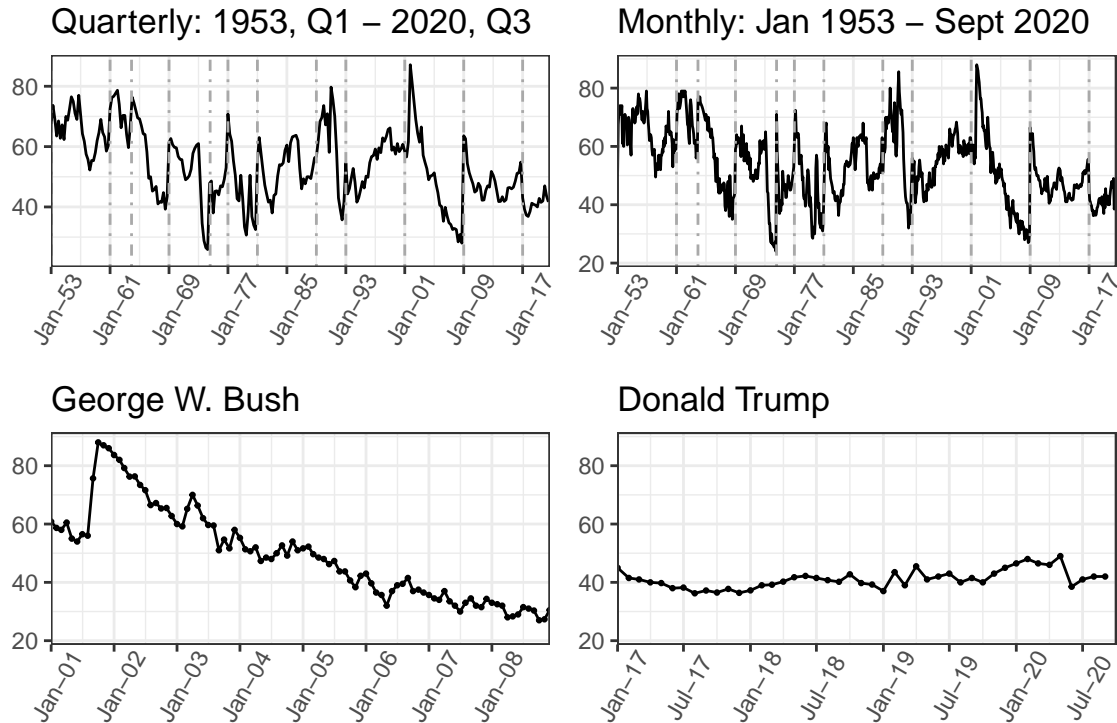 Quarterly: 1953, Q1 − 2020, Q3
80
60
40
Jan−53
Jan−61
Jan−69
Jan−77
Jan−85
Jan−93
Jan−01
Jan−09
Jan−17
Monthly: Jan 1953 − Sept 2020
80
60
40
20
Jan−53
Jan−61
Jan−69
Jan−77
Jan−85
Jan−93
Jan−01
Jan−09
Jan−17
George W. Bush
80
60
40
20
Jan−01
Jan−02
Jan−03
Jan−04
Jan−05
Jan−06
Jan−07
Jan−08
Donald Trump
80
60
40
20
Jan−17
Jul−17
Jan−18
Jul−18
Jan−19
Jul−19
Jan−20
Jul−20